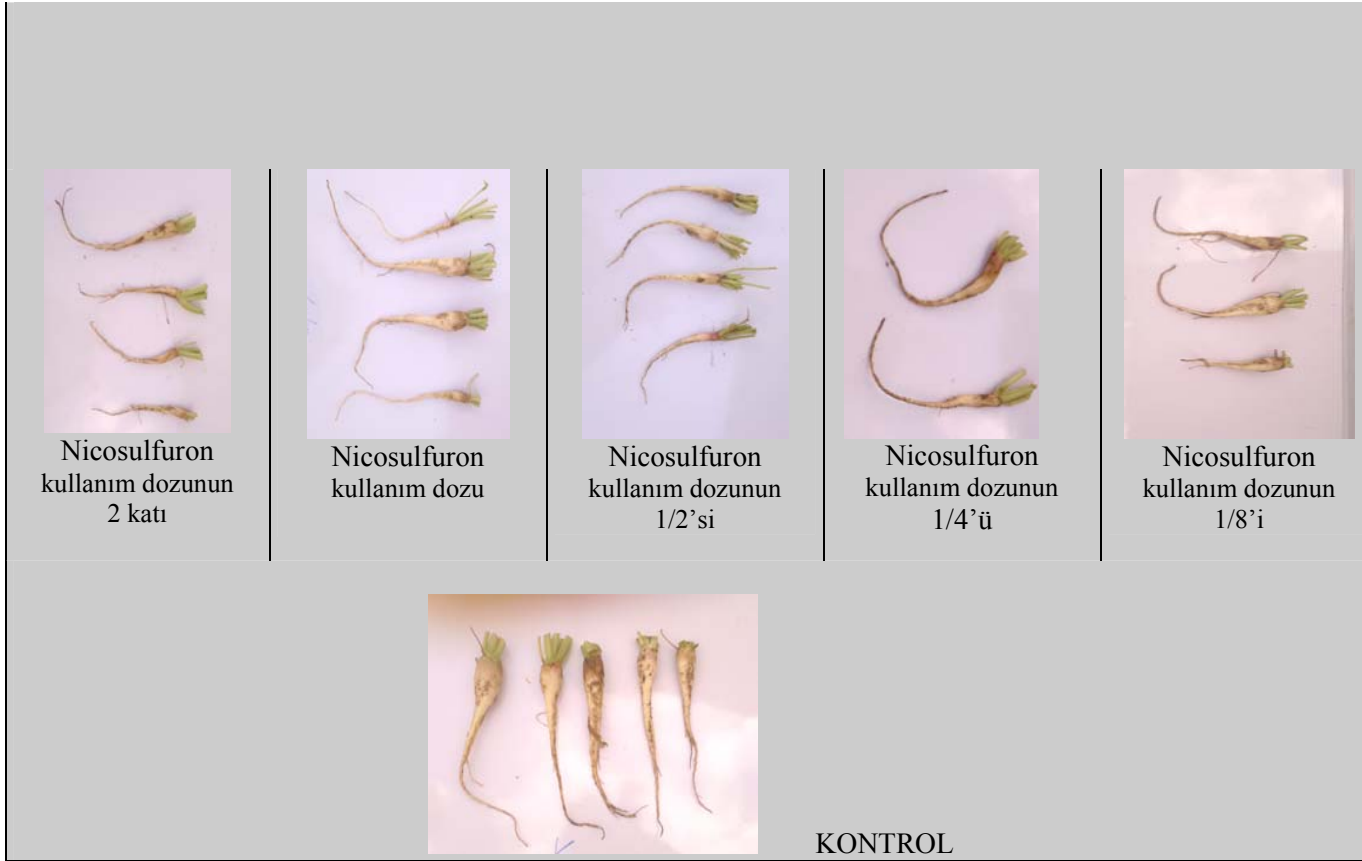 Nicosulfuron
kullanım dozunun
2 katı
Nicosulfuron
kullanım dozu
Nicosulfuron
kullanım dozunun
1/2’si
Nicosulfuron
kullanım dozunun
1/4’ü
Nicosulfuron
kullanım dozunun
1/8’i
KONTROL